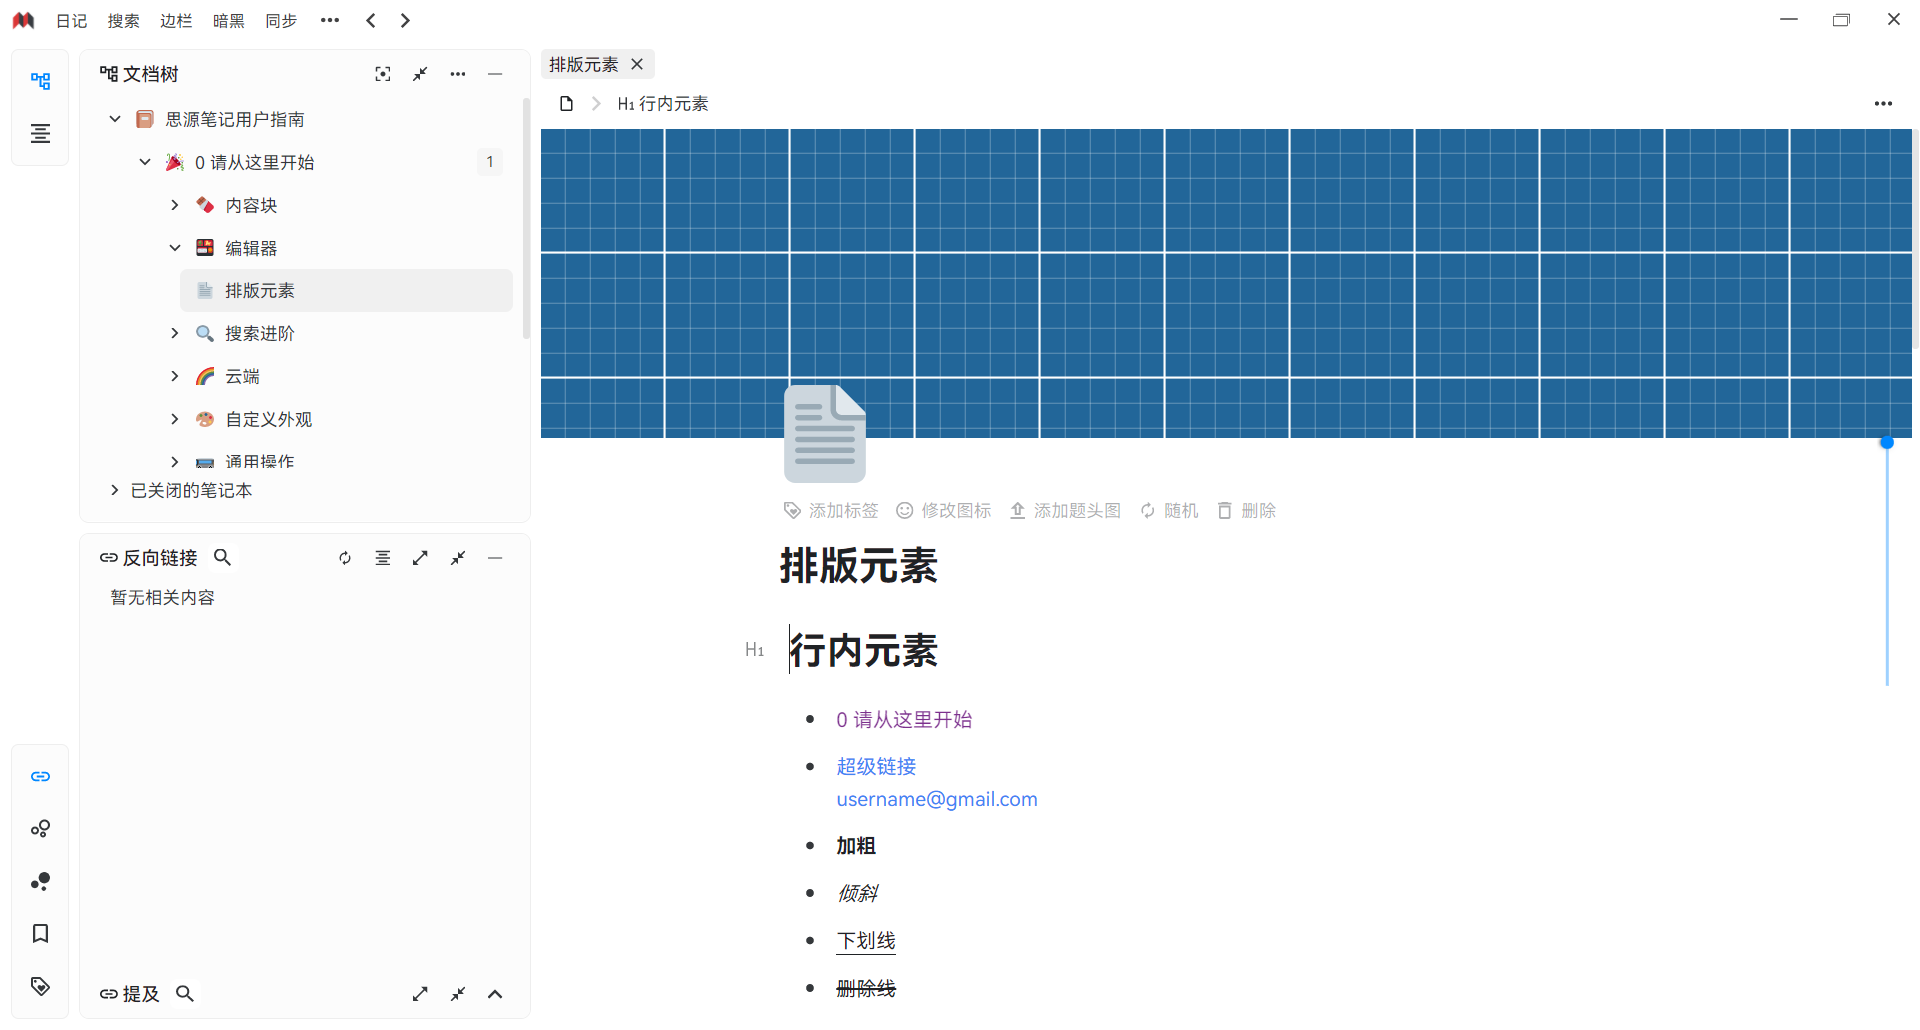 日记 搜索 边栏 暗黑 同步
文档树
思源笔记用户指南
0 请从这里开始 1
内容块
编辑器
排版元素
搜索进阶
云端
自定义外观
通用操作
已关闭的笔记本
反向链接
暂无相关内容
提及
排版元素
H1 行内元素
添加标签 修改图标 添加题头图 随机 删除
排版元素
H1 行内元素
0 请从这里开始
超级链接
username@gmail.com
加粗
倾斜
下划线
删除线